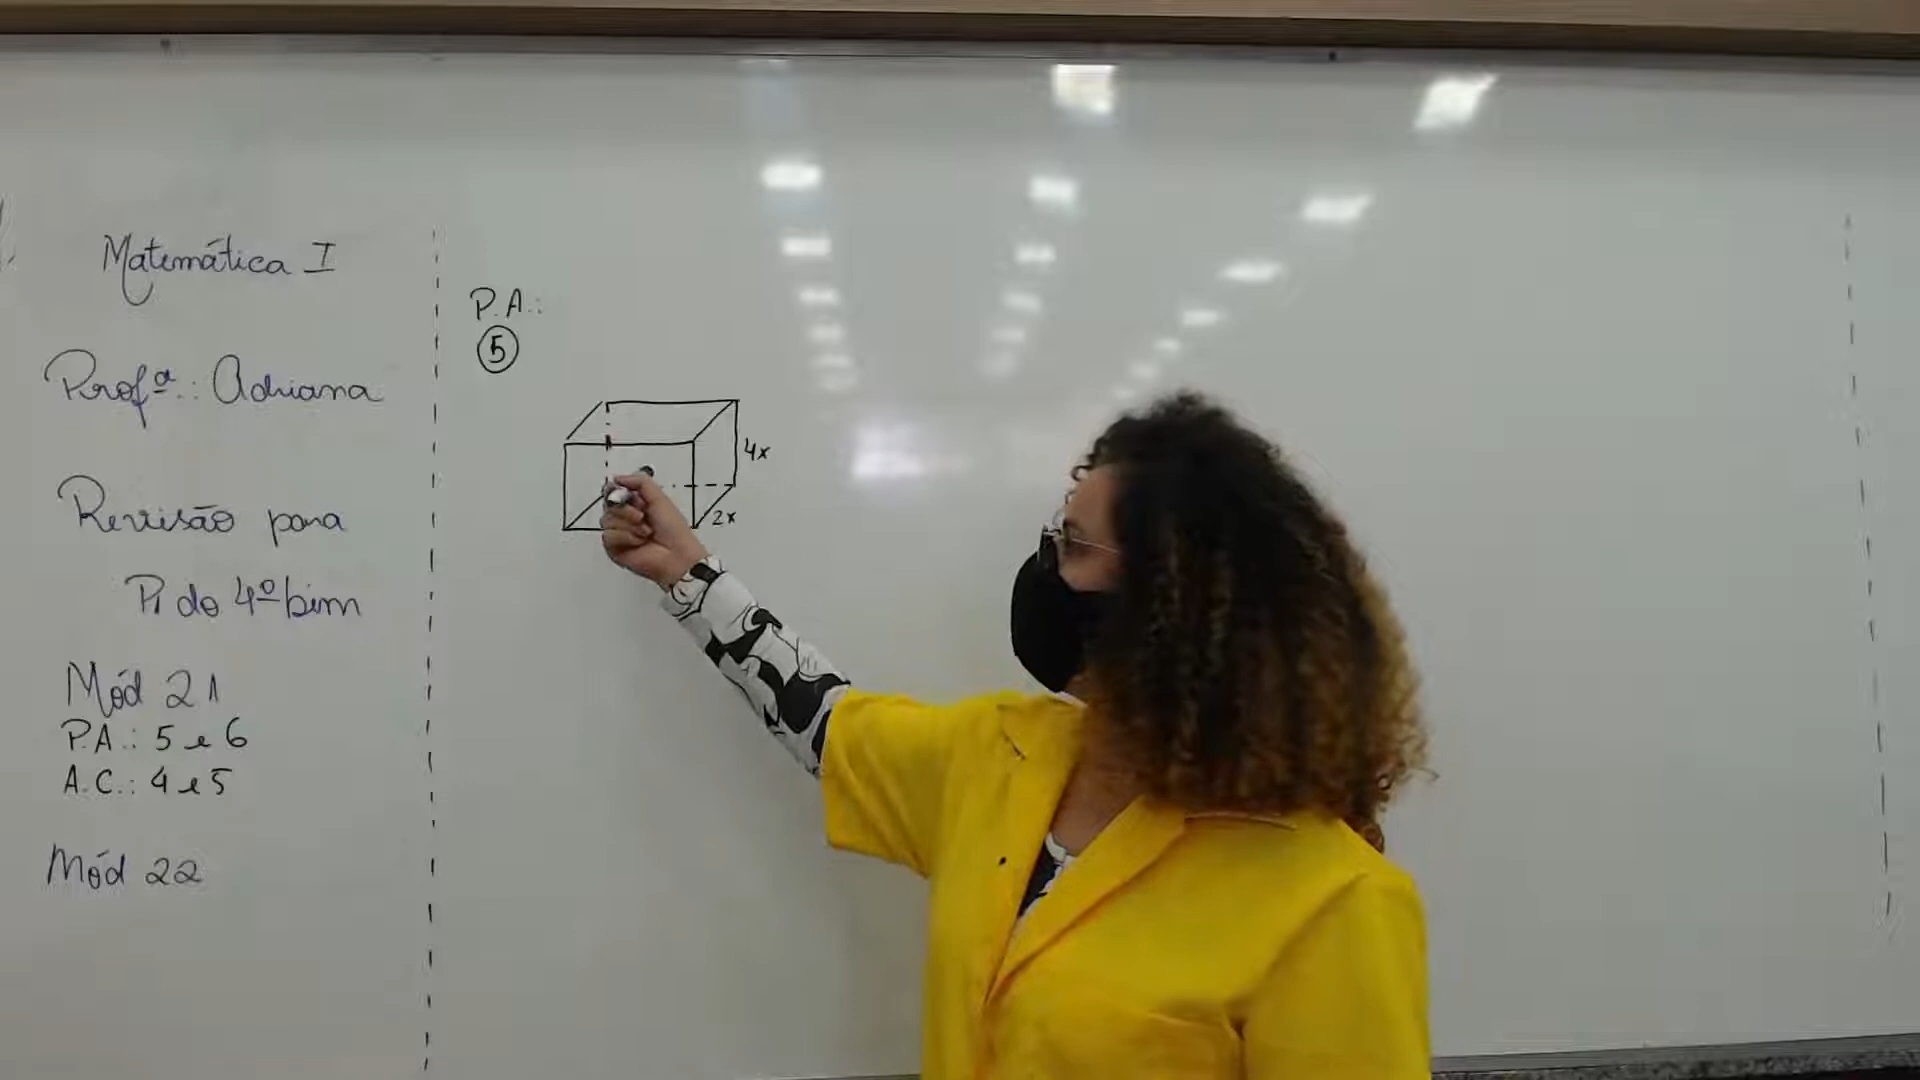 Matemática I
Profª.: Adriana
Revisão para
P1 do 4º bim
Mód 21
P.A.: 5 e 6
A.C.: 4 e 5
Mód 22
P.A.:
5
4x
2x